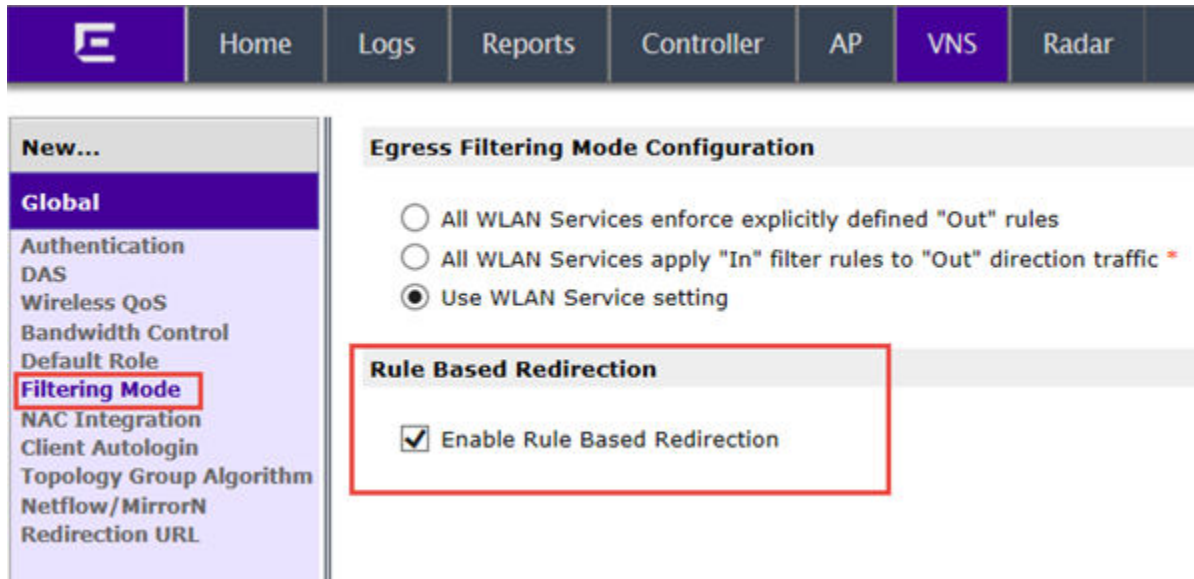 Home Logs Reports Controller AP VNS Radar
New...
Global
Authentication
DAS
Wireless QoS
Bandwidth Control
Default Role
Filtering Mode
NAC Integration
Client Autologin
Topology Group Algorithm
Netflow/MirrorN
Redirection URL
Egress Filtering Mode Configuration
All WLAN Services enforce explicitly defined "Out" rules
All WLAN Services apply "In" filter rules to "Out" direction traffic *
Use WLAN Service setting
Rule Based Redirection
Enable Rule Based Redirection